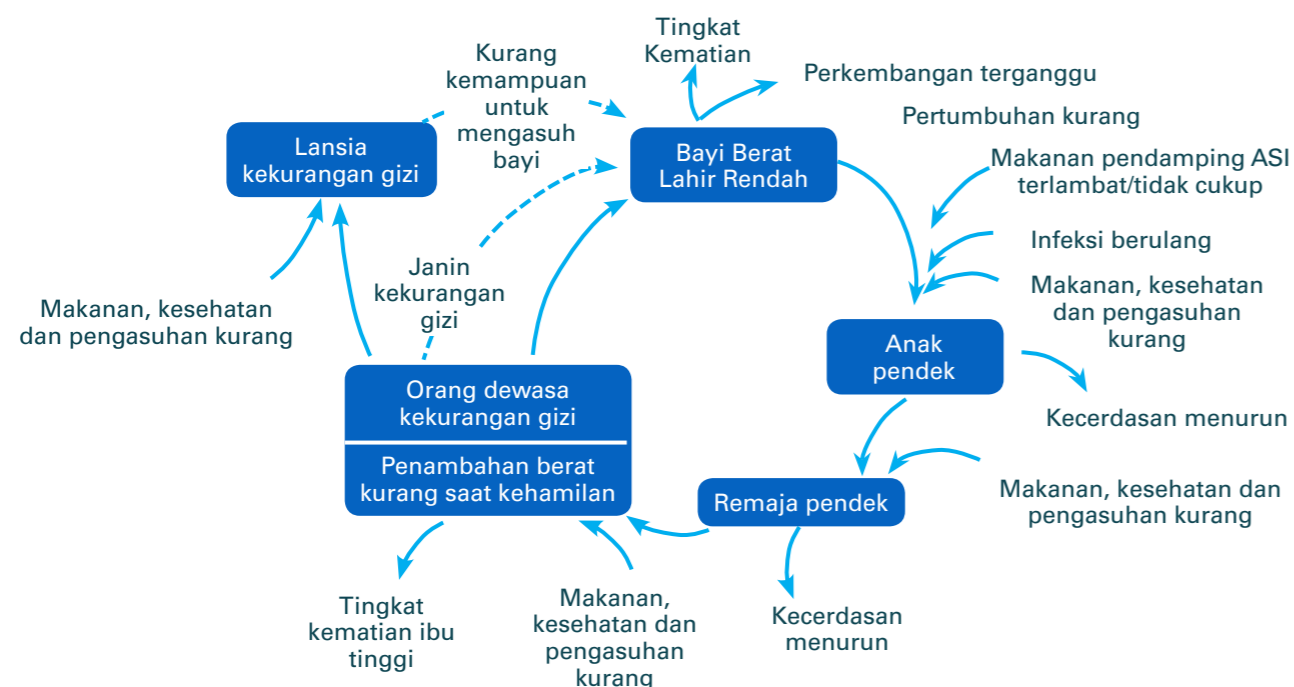 Tingkat
Kematian
Kurang
kemampuan
untuk
mengasuh
bayi
Perkembangan terganggu
Pertumbuhan kurang
Lansia
kekurangan gizi
Bayi Berat
Lahir Rendah
Makanan pendamping ASI
terlambat/tidak cukup
Infeksi berulang
Janin
kekurangan
gizi
Makanan, kesehatan
dan pengasuhan
kurang
Makanan, kesehatan
dan pengasuhan kurang
Anak
pendek
Orang dewasa
kekurangan gizi
Kecerdasan menurun
Penambahan berat
kurang saat kehamilan
Remaja pendek
Makanan, kesehatan dan
pengasuhan kurang
Tingkat
kematian ibu
tinggi
Makanan,
kesehatan dan
pengasuhan
kurang
Kecerdasan
menurun